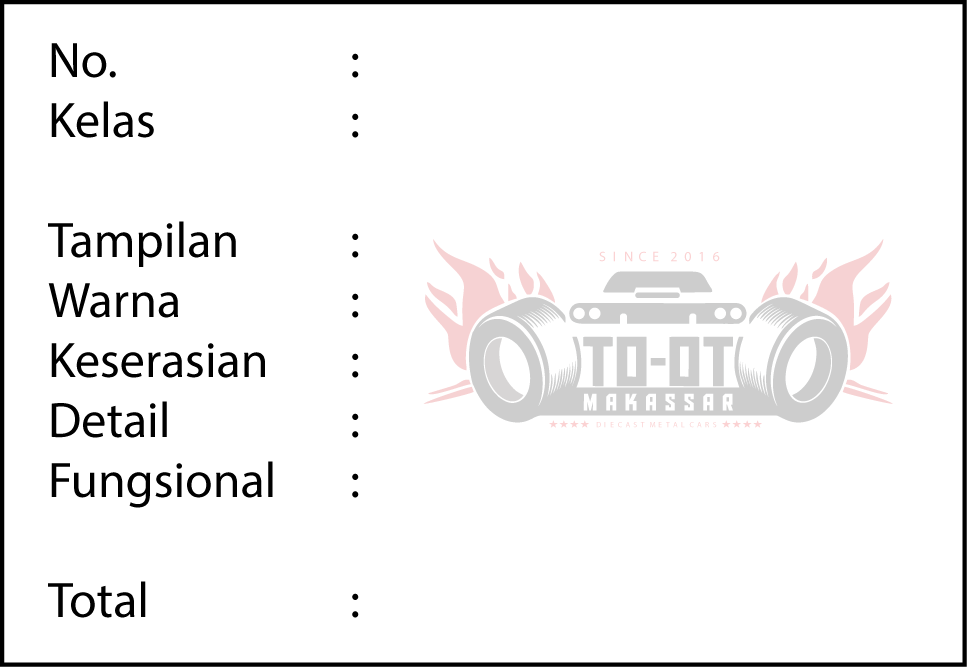 No. :
Kelas :
Tampilan :
Warna :
Keserasian :
Detail :
Fungsional :
Total :
SINCE 2016
TO-OT
MAKASSAR
★★★★ DIECAST METAL CARS ★★★★